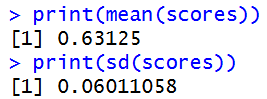 > print(mean(scores))
[1] 0.63125
> print(sd(scores))
[1] 0.06011058